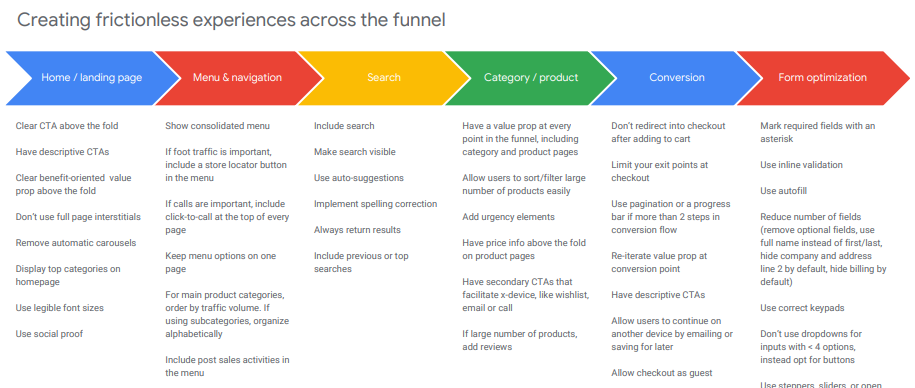 Creating frictionless experiences across the funnel
Home / landing page
Menu & navigation
Search
Category / product
Conversion
Form optimization
Clear CTA above the fold
Have descriptive CTAs
Clear benefit-oriented value
prop above the fold
Don't use full page interstitials
Remove automatic carousels
Display top categories on
homepage
Use legible font sizes
Use social proof
Show consolidated menu
If foot traffic is important,
include a store locator button
in the menu
If calls are important, include
click-to-call at the top of every
page
Keep menu options on one
page
For main product categories,
order by traffic volume. If
using subcategories, organize
alphabetically
Include post sales activities in
the menu
Include search
Make search visible
Use auto-suggestions
Implement spelling correction
Always return results
Include previous or top
searches
Have a value prop at every
point in the funnel, including
category and product pages
Allow users to sort/filter large
number of products easily
Add urgency elements
Have price info above the fold
on product pages
Have secondary CTAs that
facilitate x-device, like wishlist,
email or call
If large number of products,
add reviews
Don't redirect into checkout
after adding to cart
Limit your exit points at
checkout
Use pagination or a progress
bar if more than 2 steps in
conversion flow
Re-iterate value prop at
conversion point
Have descriptive CTAs
Allow users to continue on
another device by emailing or
saving for later
Allow checkout as guest
Mark required fields with an
asterisk
Use inline validation
Use autofill
Reduce number of fields
(remove optional fields, use
full name instead of first/last,
hide company and address
line 2 by default, hide billing by
default)
Use correct keypads
Don't use dropdowns for
inputs with < 4 options,
instead opt for buttons
Use steppers, sliders, or open